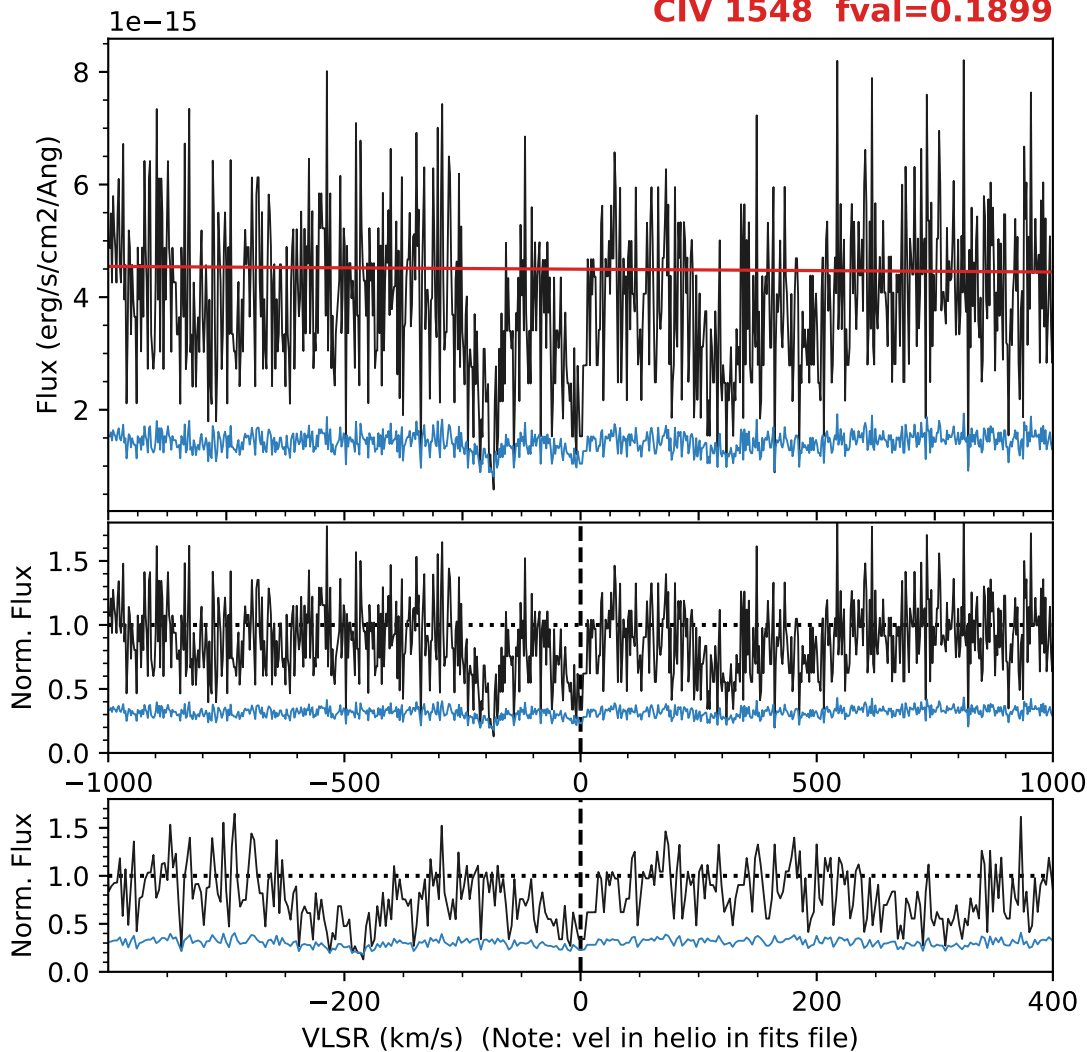 1e−15
CIV 1548 fval=0.1899
8
6
4
2
Flux (erg/s/cm2/Ang)
1.5
1.0
0.5
0.0
Norm. Flux
−1000 −500 0 500 1000
1.5
1.0
0.5
0.0
Norm. Flux
−200 0 200 400
VLSR (km/s) (Note: vel in helio in fits file)